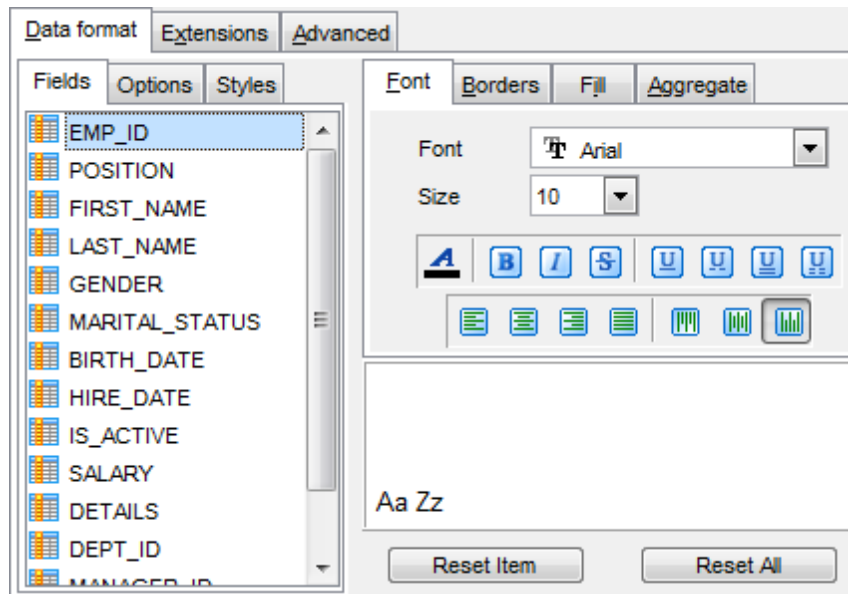 Data format Extensions Advanced
Fields Options Styles
EMP_ID
POSITION
FIRST_NAME
LAST_NAME
GENDER
MARITAL_STATUS
BIRTH_DATE
HIRE_DATE
IS_ACTIVE
SALARY
DETAILS
DEPT_ID
MANAGER_ID
Font Borders Fill Aggregate
Font Arial
Size 10
A B I S U U U U
Aa Zz
Reset Item Reset All